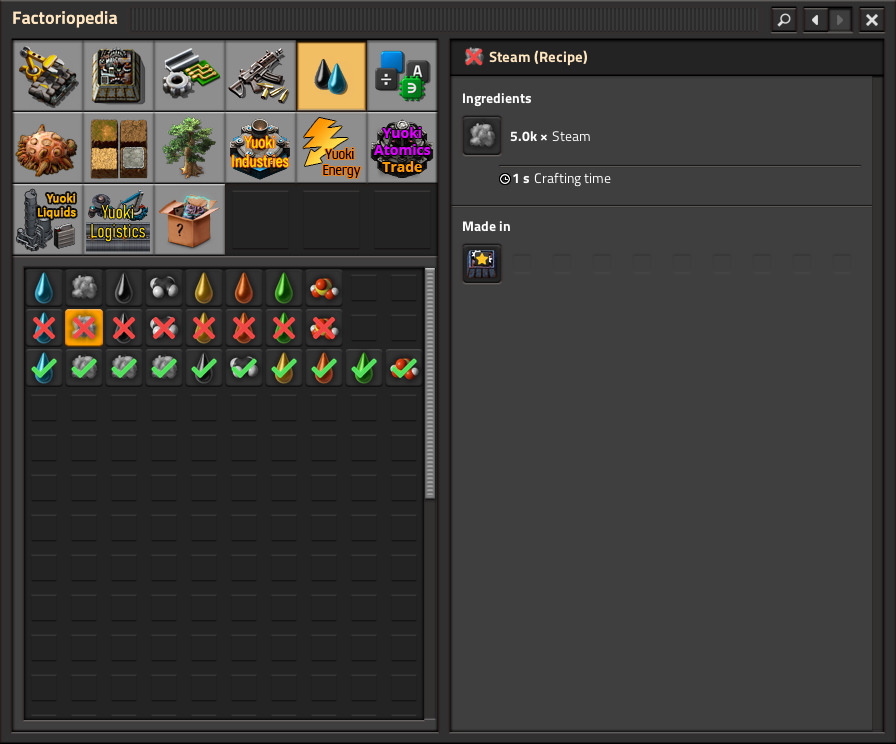 Factoriopedia
Steam (Recipe)
Ingredients
5.0k × Steam
1 s Crafting time
Made in
A
÷
Э
Yuoki
Industries
Yuoki
Energy
Yuoki
Atomics
Trade
Yuoki
Liquids
Yuoki
Logistics
?